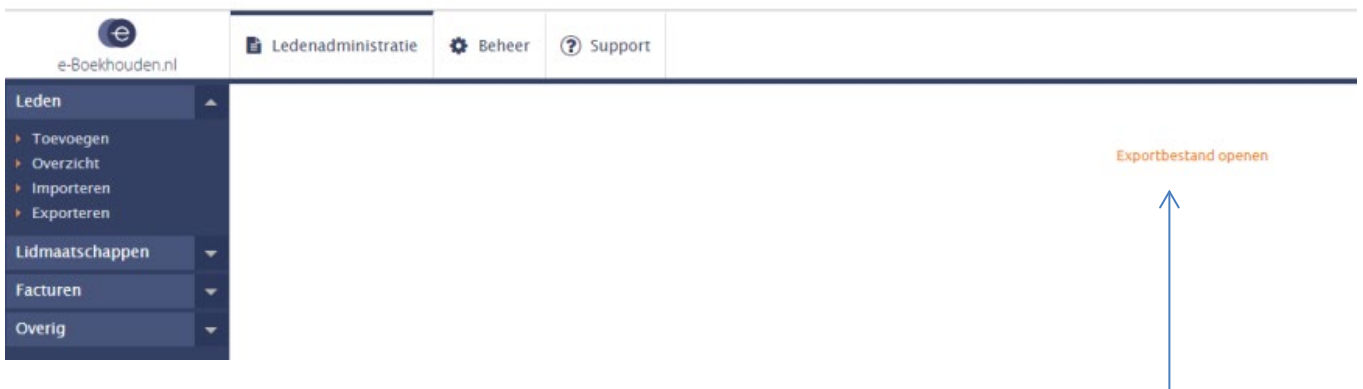 e-Boekhouden.nl
Ledenadministratie
Beheer
Support
Leden
Toevoegen
Overzicht
Importeren
Exporteren
Lidmaatschappen
Facturen
Overig
Exportbestand openen